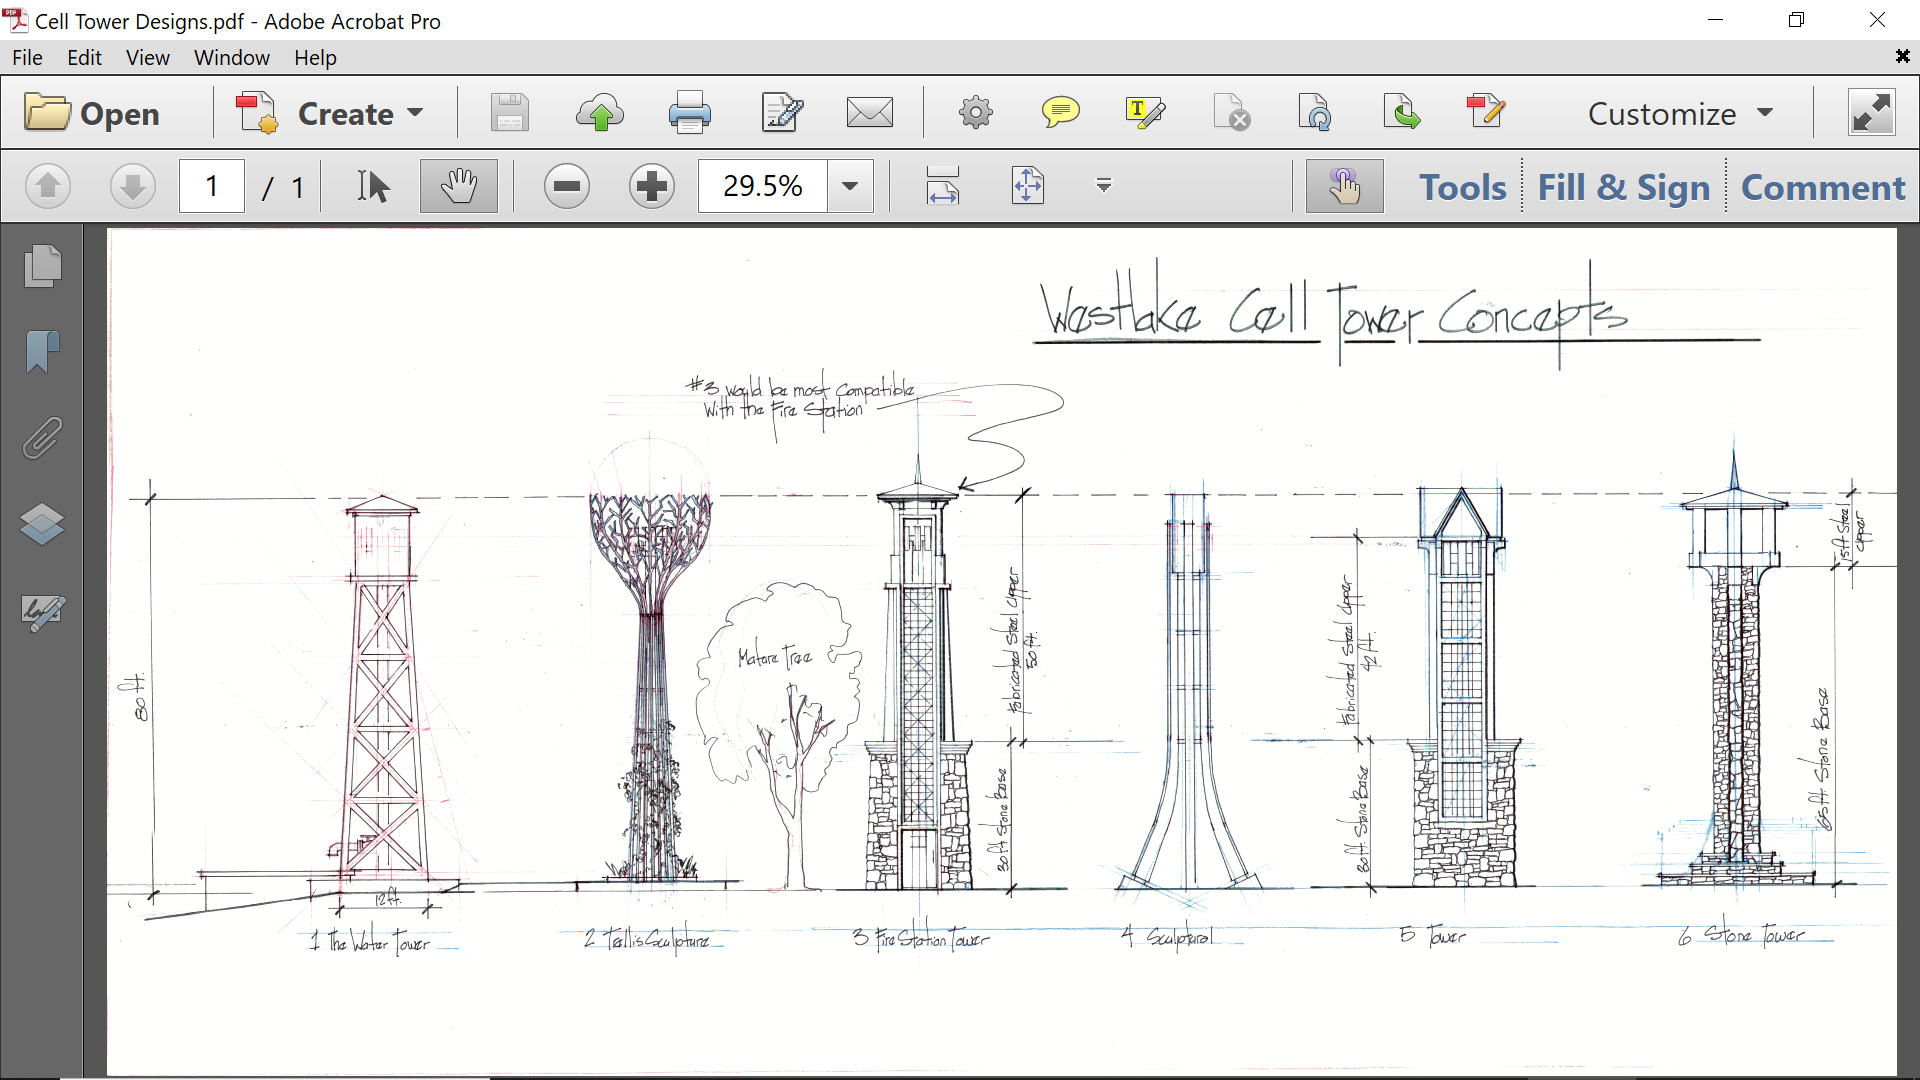 Cell Tower Designs.pdf - Adobe Acrobat Pro
File Edit View Window Help
Open Create Customize
1 / 1 29.5% Tools Fill & Sign Comment
Westlake Cell Tower Concepts
#3 would be most compatible
with the Fire Station
80 ft.
Mature Tree
Fabricated Steel Upper
50 ft.
30 ft Stone Base
Fabricated Steel Upper
42 ft.
30 ft. Stone Base
15 ft Steel
Upper
65 ft Stone Base
12 ft.
1 The Water Tower
2 Trellis Sculpture
3 Fire Station Tower
4 Sculptural
5 Tower
6 Stone Tower